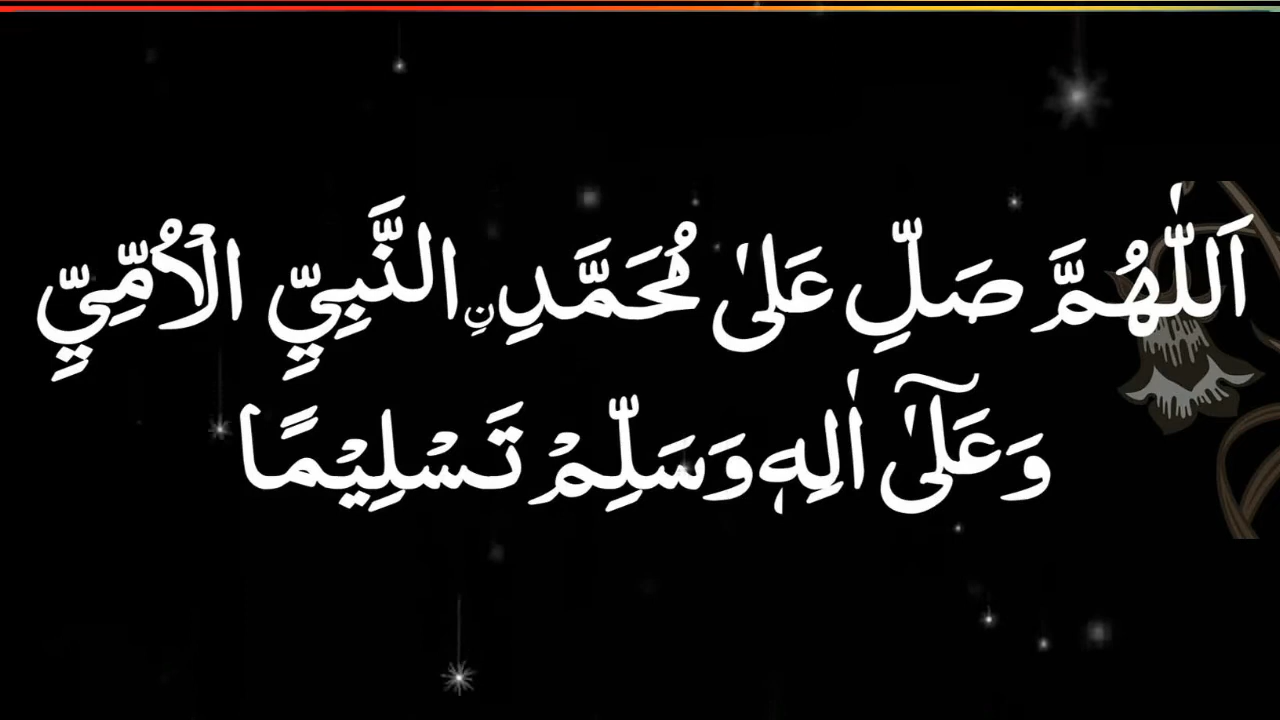 اَللّٰهُمَّ صَلِّ عَلٰی مُحَمَّدِ نِ النَّبِيِّ الْاُمِّيِّ
وَعَلٰٓی اٰلِهٖ وَسَلِّمْ تَسْلِيْمًا